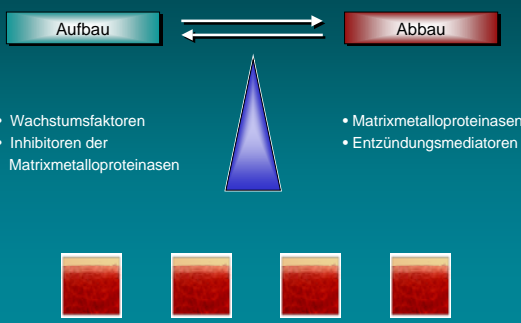 Aufbau
Abbau
• Wachstumsfaktoren
• Inhibitoren der
Matrixmetalloproteinasen
• Matrixmetalloproteinasen
• Entzündungsmediatoren